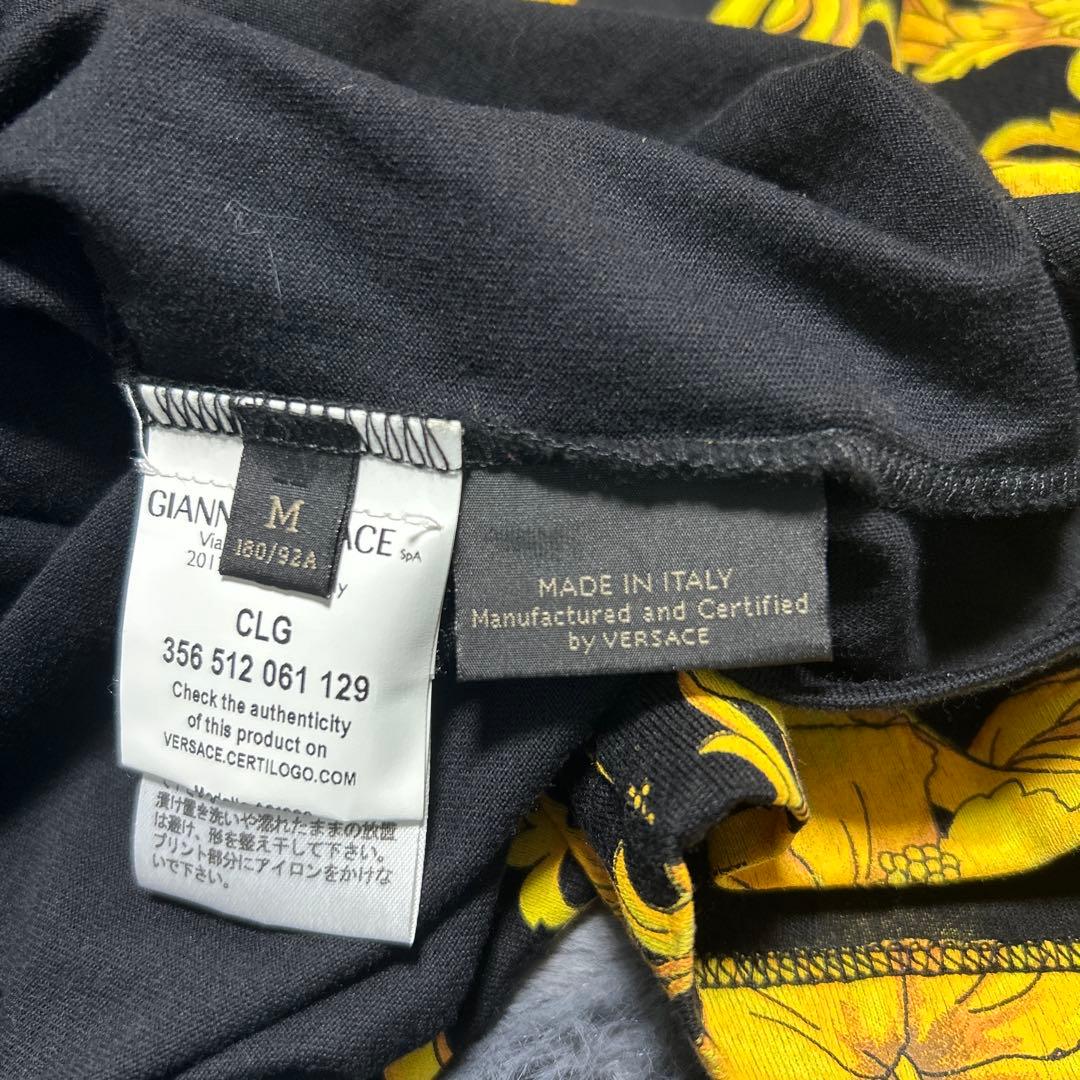 GIANN ACE SpA
Via
201 y
M
180/92A
CLG
356 512 061 129
Check the authenticity
of this product on
VERSACE.CERTILOGO.COM
MADE IN ITALY
Manufactured and Certified
by VERSACE
漬け置き洗いや濡れたままの放置
は避け、形を整え干して下さい。
プリント部分にアイロンをかけな
いで下さい。